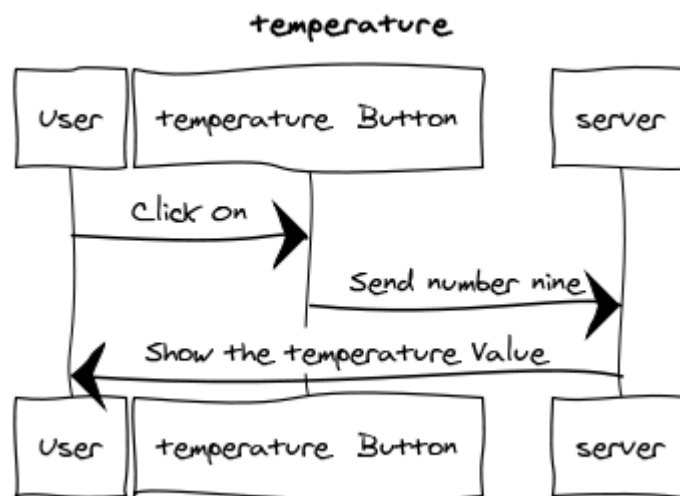 temperature
User
temperature Button
server
Click On
Send number nine
Show the temperature Value
User
temperature Button
server